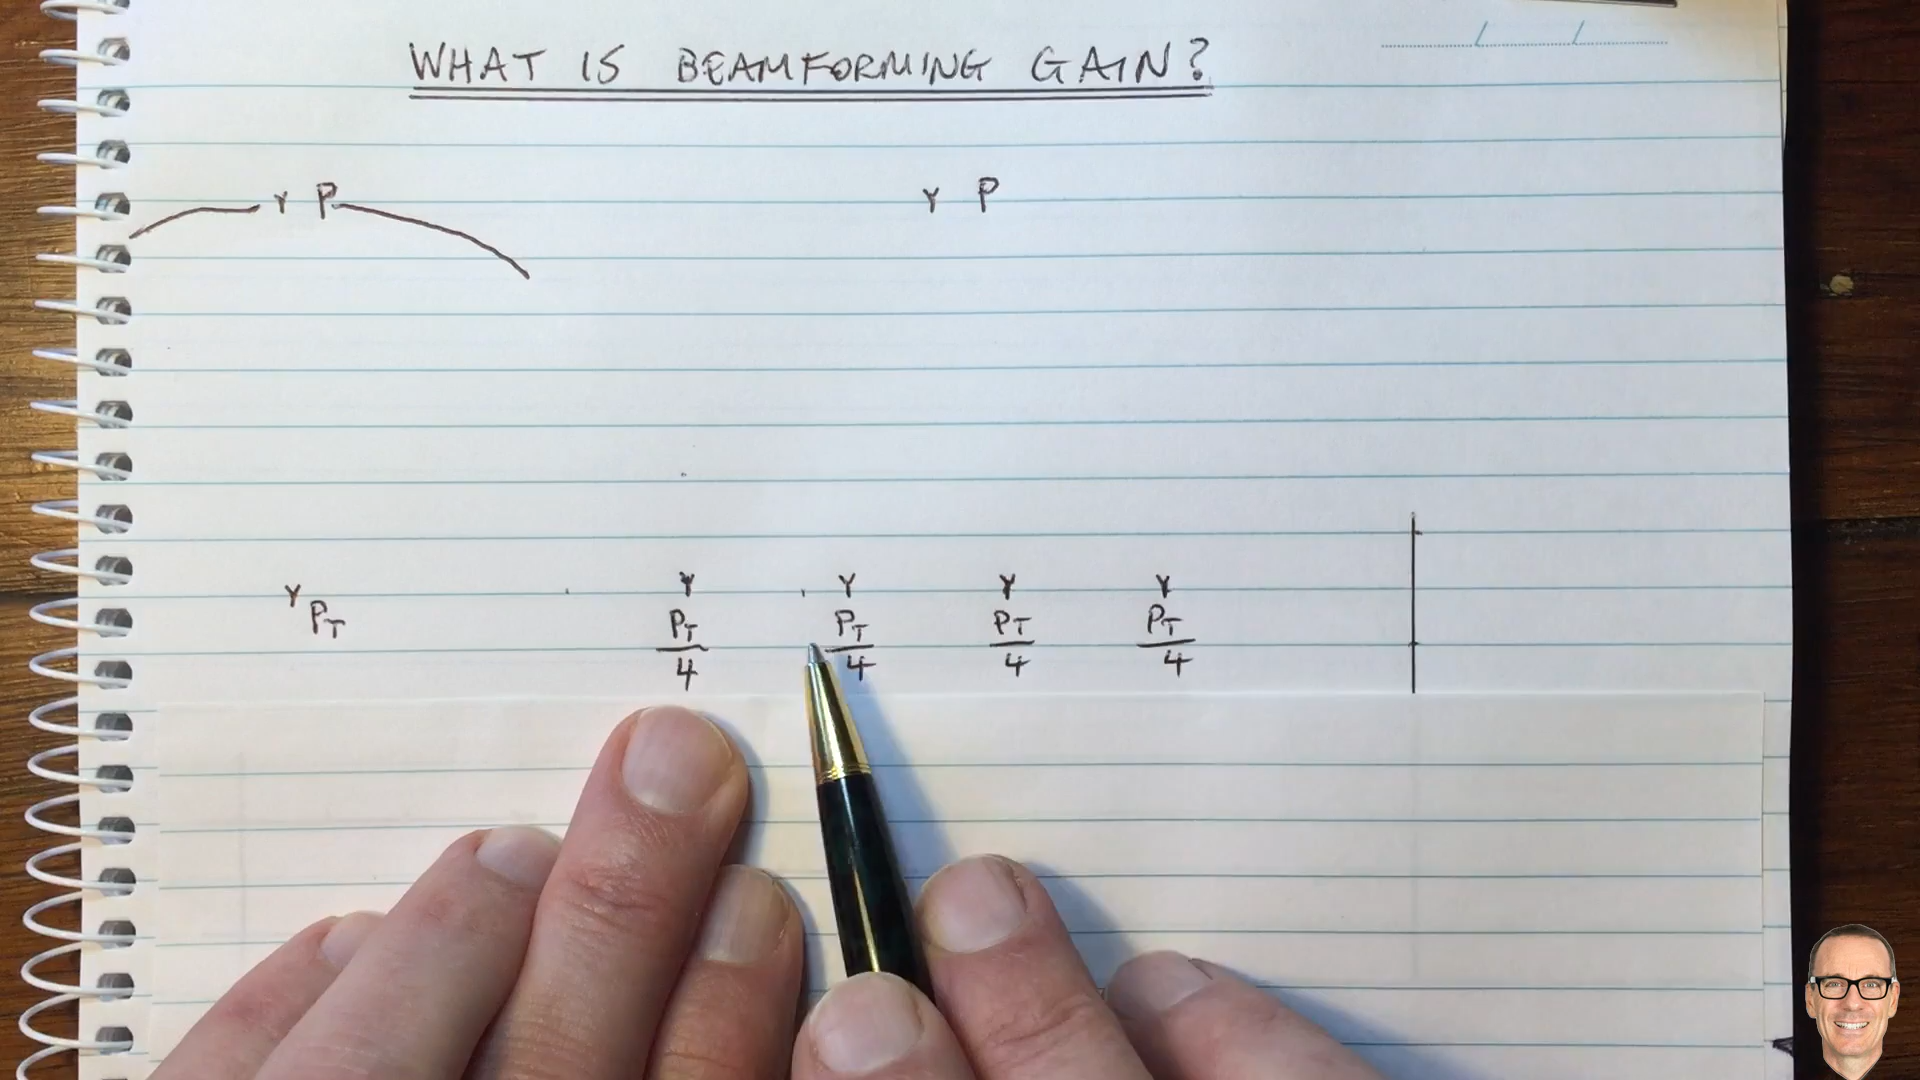 WHAT IS BEAMFORMING GAIN?
P P
P_T P_T/4 P_T/4 P_T/4 P_T/4